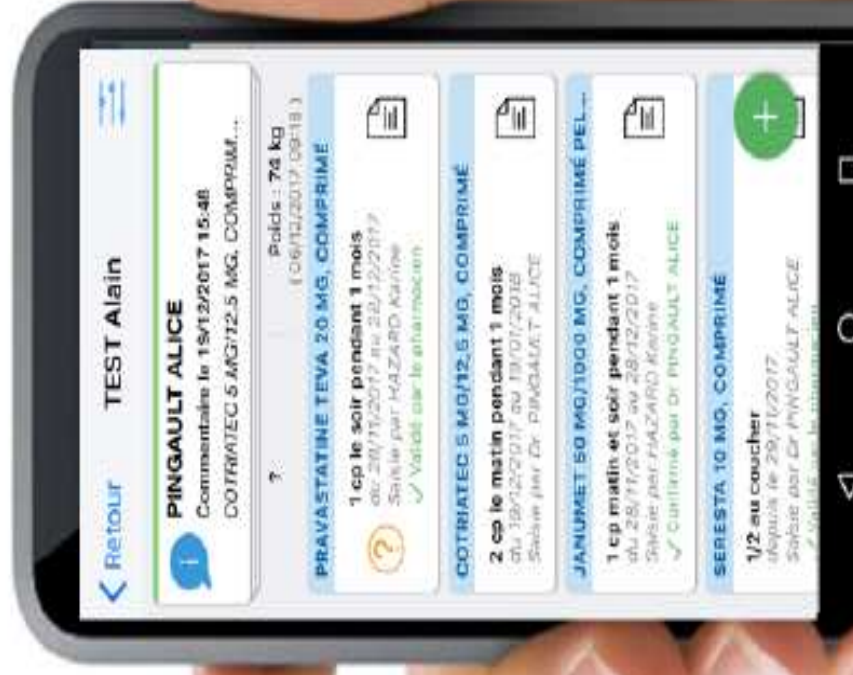 Retour TEST Alain
PINGAULT ALICE
Commentaire le 19/12/2017 15:48
COTRIATEC 5 MG/12,5 MG, COMPRIM...
? Poids : 74 kg
( 06/12/2017 09:18 )
PRAVASTATINE TEVA 20 MG, COMPRIMÉ
1 cp le soir pendant 1 mois
du 28/11/2017 au 28/12/2017
Saisie par HAZARD Karine
✓ Validé par le pharmacien
COTRIATEC 5 MG/12,5 MG, COMPRIMÉ
2 cp le matin pendant 1 mois
du 19/12/2017 au 19/01/2018
Saisie par Dr PINGAULT ALICE
JANUMET 50 MG/1000 MG, COMPRIMÉ PEL...
1 cp matin et soir pendant 1 mois
du 28/11/2017 au 28/12/2017
Saisie par HAZARD Karine
✓ Confirmé par Dr PINGAULT ALICE
SERESTA 10 MG, COMPRIMÉ
1/2 au coucher
depuis le 29/11/2017
Saisie par Dr PINGAULT ALICE
✓ Validé par le pharmacien